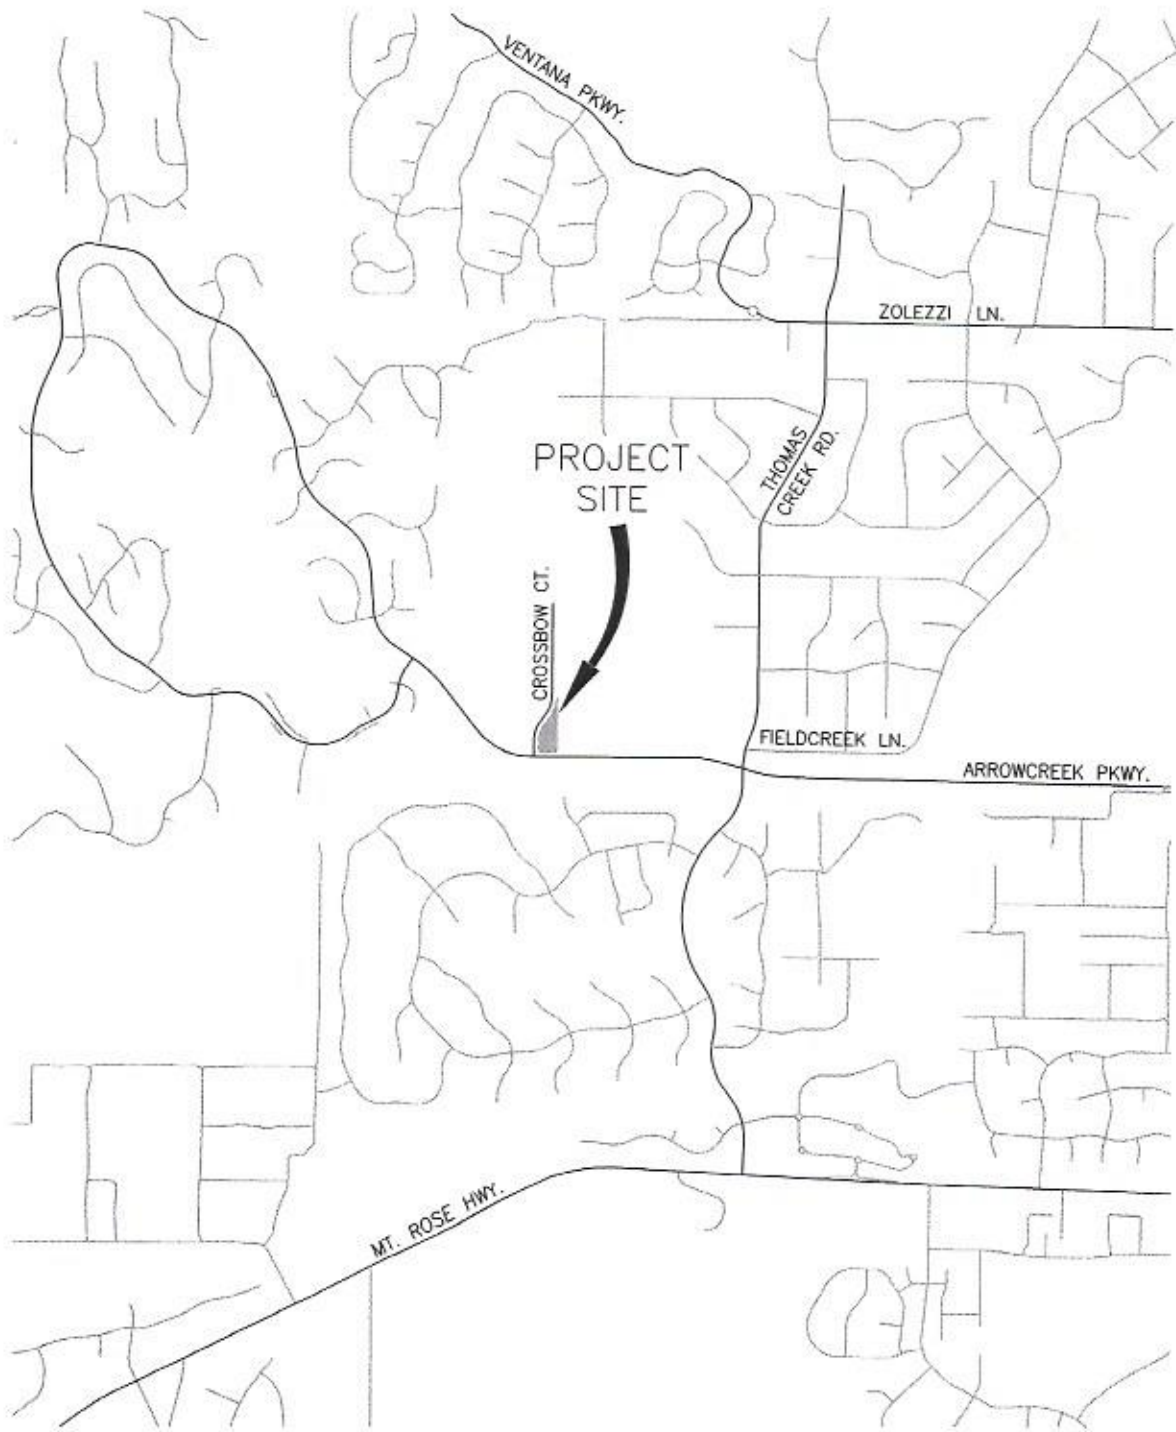 VENTANA PKWY.
ZOLEZZI LN.
PROJECT
SITE
THOMAS
CREEK RD.
CROSSBOW CT.
FIELDCREEK LN.
ARROWCREEK PKWY.
MT. ROSE HWY.